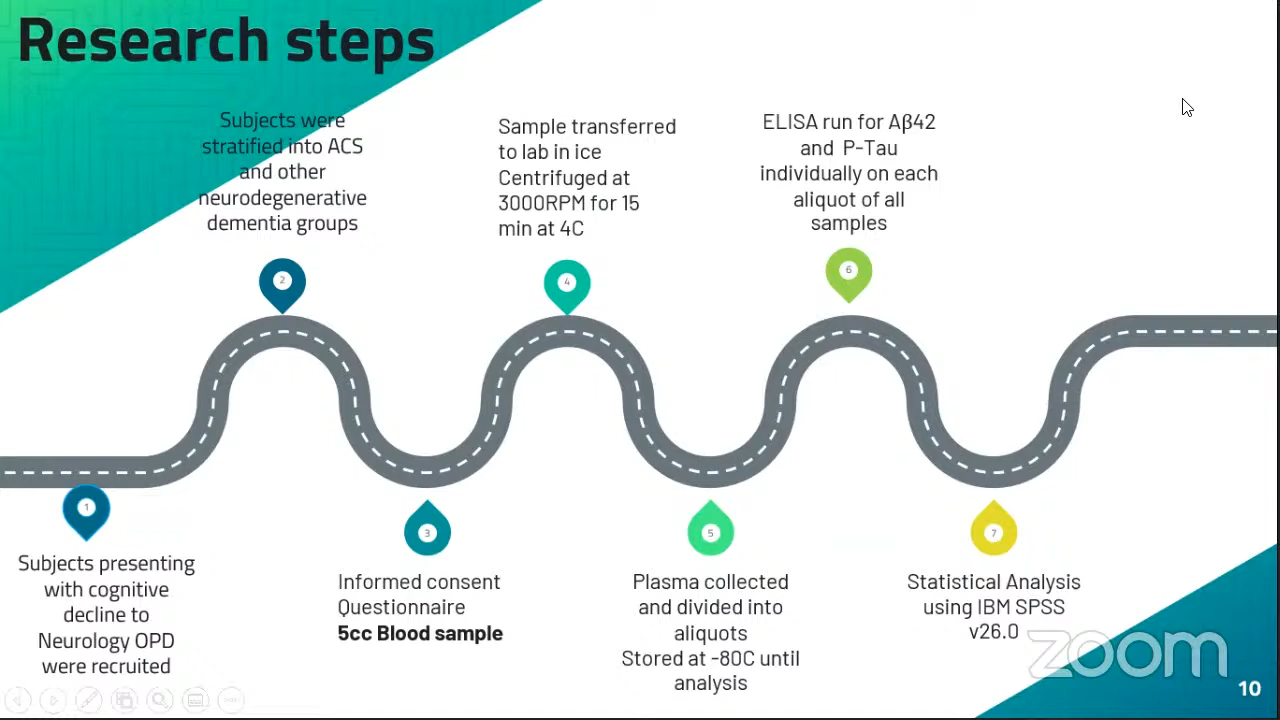 Research steps
Subjects were
stratified into ACS
and other
neurodegenerative
dementia groups
Sample transferred
to lab in ice
Centrifuged at
3000RPM for 15
min at 4C
ELISA run for Aβ42
and P-Tau
individually on each
aliquot of all
samples
2
4
6
1
3
5
7
Subjects presenting
with cognitive
decline to
Neurology OPD
were recruited
Informed consent
Questionnaire
5cc Blood sample
Plasma collected
and divided into
aliquots
Stored at -80C until
analysis
Statistical Analysis
using IBM SPSS
v26.0
zoom
10